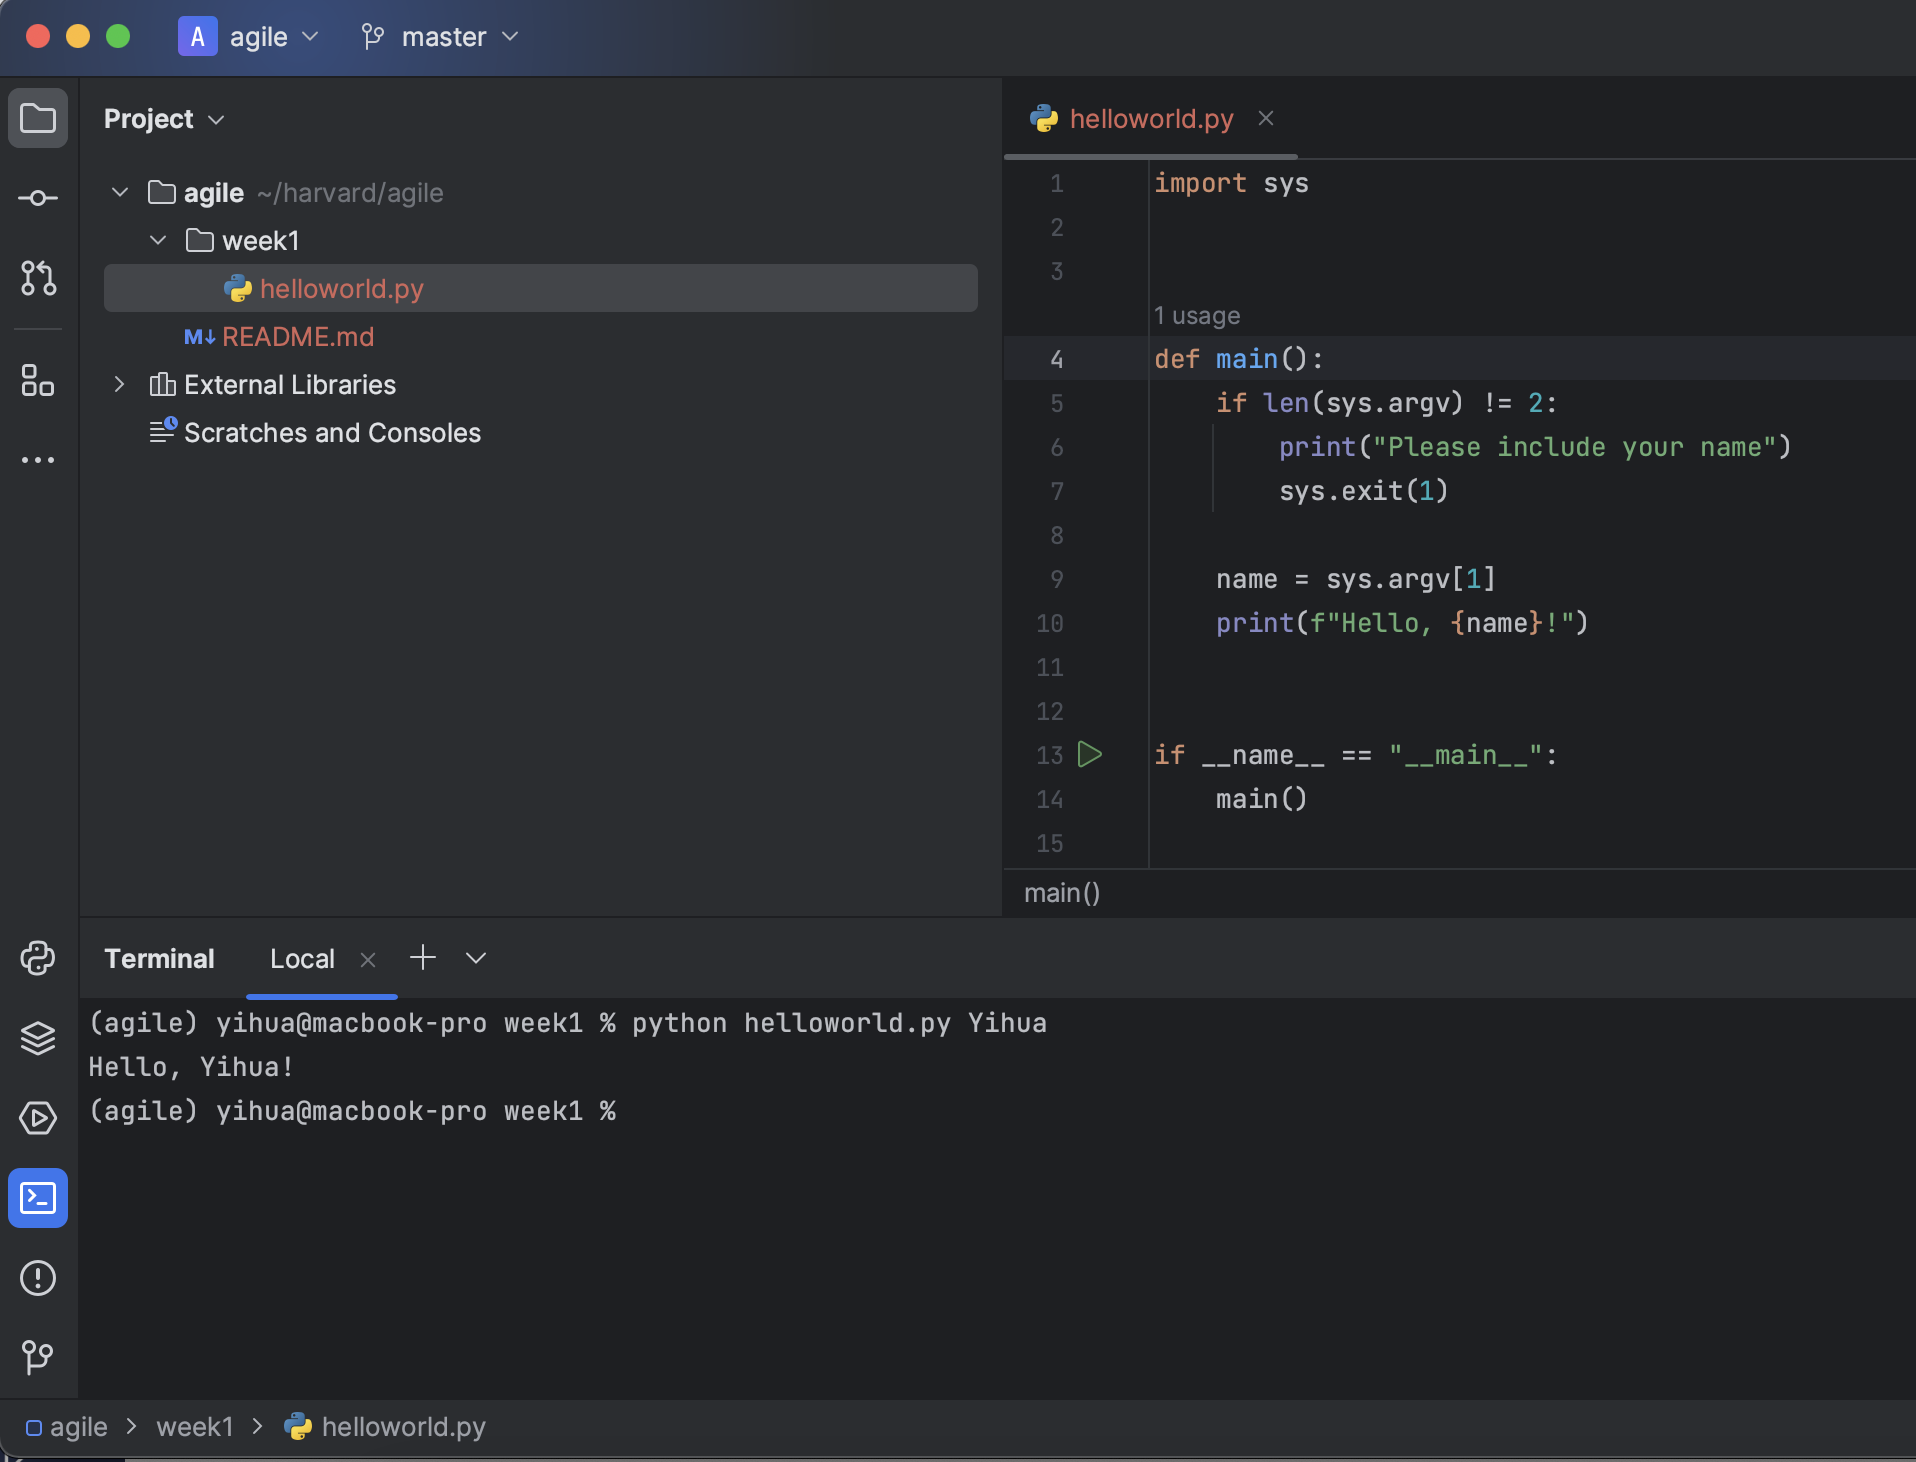 A agile master
Project
agile ~/harvard/agile
week1
helloworld.py
M↓ README.md
External Libraries
Scratches and Consoles
helloworld.py
1 import sys
2
3
1 usage
4 def main():
5 if len(sys.argv) != 2:
6 print("Please include your name")
7 sys.exit(1)
8
9 name = sys.argv[1]
10 print(f"Hello, {name}!")
11
12
13 if __name__ == "__main__":
14 main()
15
main()
Terminal Local
(agile) yihua@macbook-pro week1 % python helloworld.py Yihua
Hello, Yihua!
(agile) yihua@macbook-pro week1 %
agile > week1 > helloworld.py